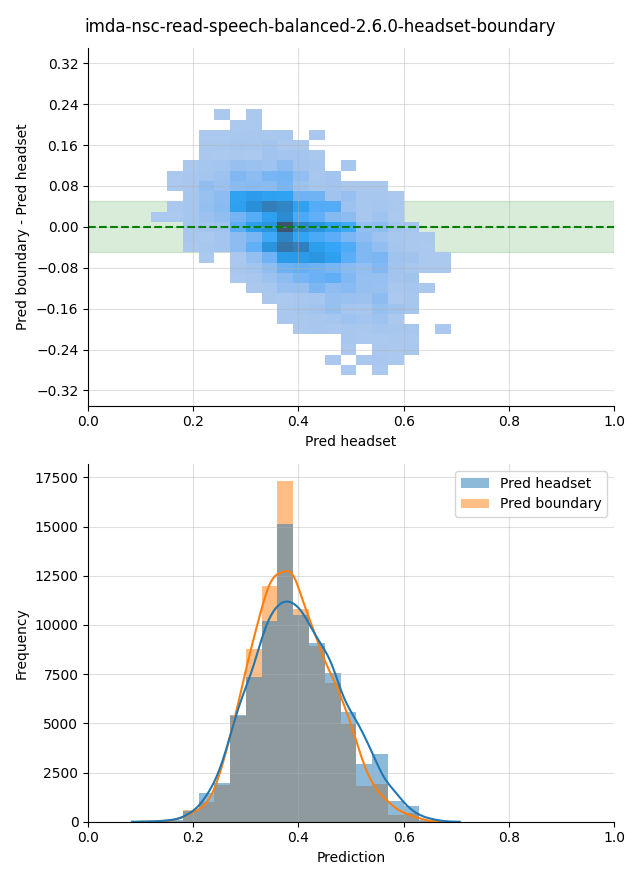 imda-nsc-read-speech-balanced-2.6.0-headset-boundary
0.32
0.24
0.16
0.08
0.00
−0.08
−0.16
−0.24
−0.32
Pred boundary - Pred headset
0.0 0.2 0.4 0.6 0.8 1.0
Pred headset
17500
15000
12500
10000
7500
5000
2500
0
Frequency
Pred headset
Pred boundary
0.0 0.2 0.4 0.6 0.8 1.0
Prediction